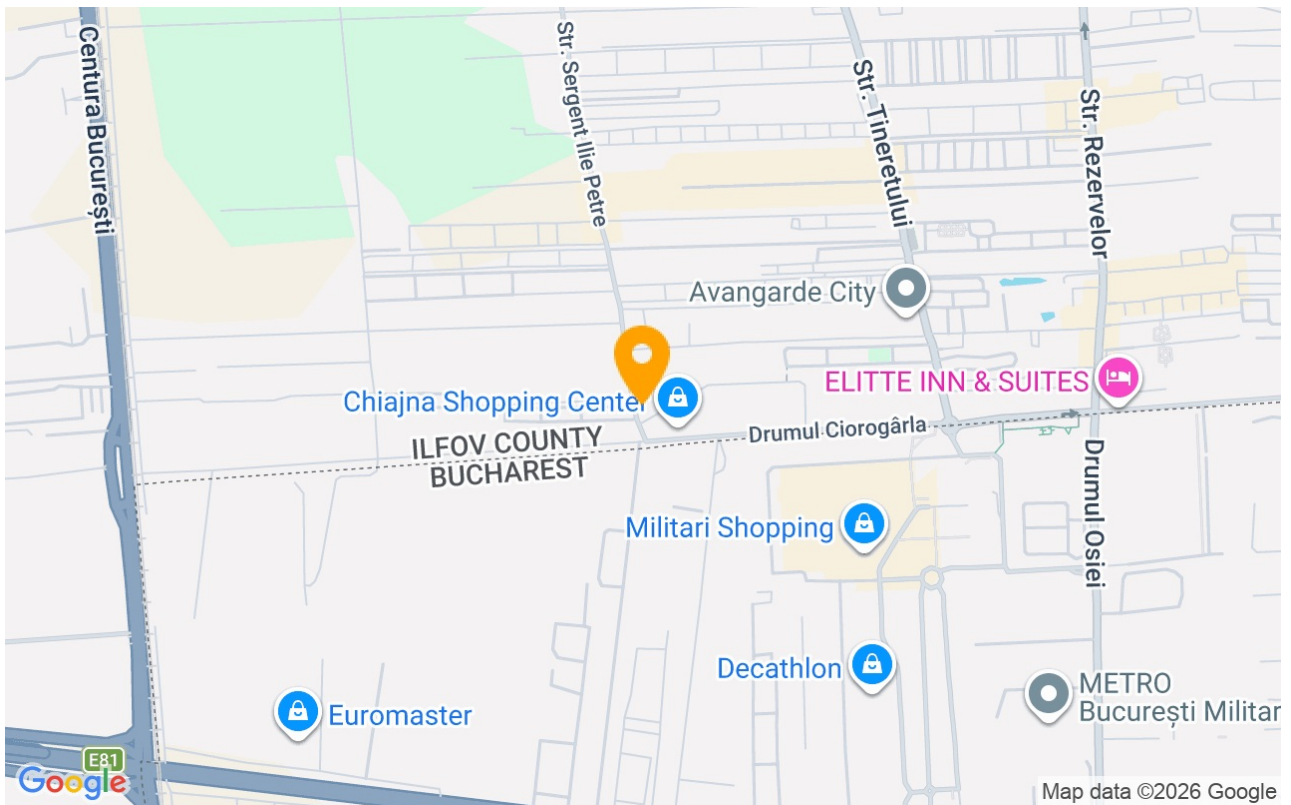 Centura București
Str. Sergent Ilie Petre
Str. Tineretului
Str. Rezervelor
Avangarde City
ELITTE INN & SUITES
Chiajna Shopping Center
Drumul Ciorogârla
ILFOV COUNTY
BUCHAREST
Drumul Osiei
Militari Shopping
Decathlon
METRO
București Militar
Euromaster
E81
Google
Map data ©2026 Google